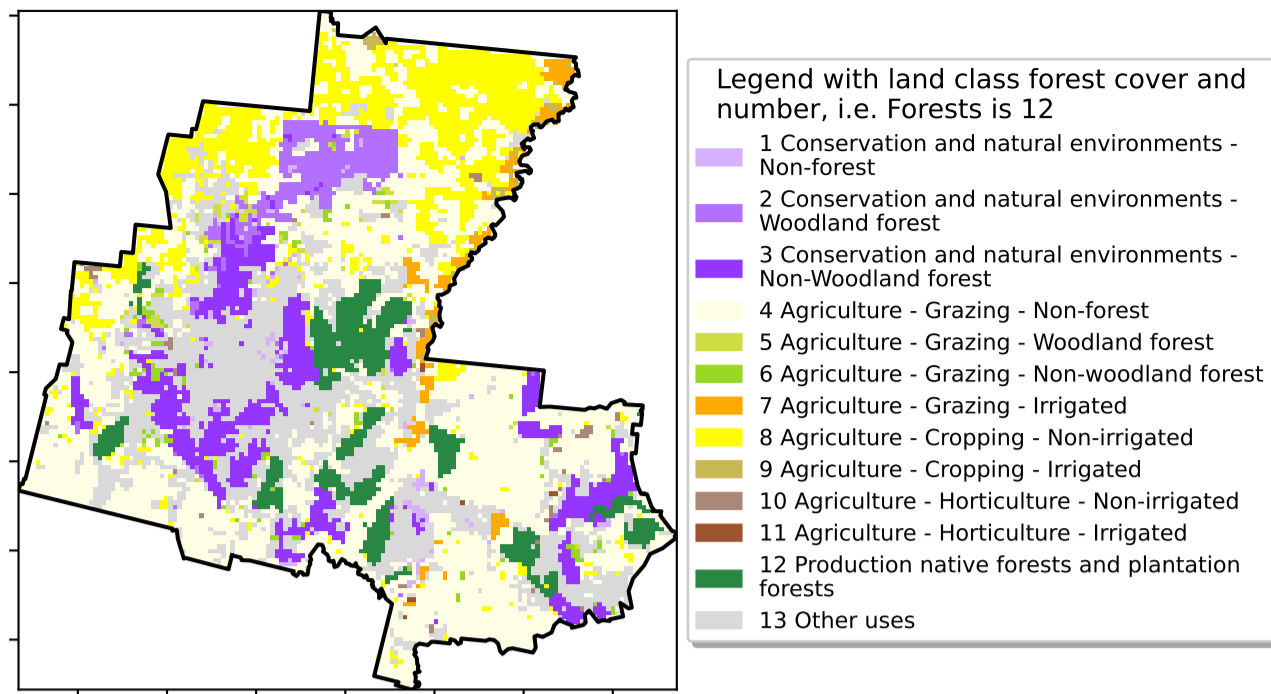 Legend with land class forest cover and
number, i.e. Forests is 12
1 Conservation and natural environments -
Non-forest
2 Conservation and natural environments -
Woodland forest
3 Conservation and natural environments -
Non-Woodland forest
4 Agriculture - Grazing - Non-forest
5 Agriculture - Grazing - Woodland forest
6 Agriculture - Grazing - Non-woodland forest
7 Agriculture - Grazing - Irrigated
8 Agriculture - Cropping - Non-irrigated
9 Agriculture - Cropping - Irrigated
10 Agriculture - Horticulture - Non-irrigated
11 Agriculture - Horticulture - Irrigated
12 Production native forests and plantation
forests
13 Other uses